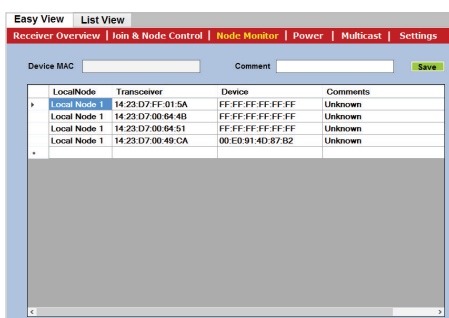 Easy View List View
Receiver Overview | Join & Node Control | Node Monitor | Power | Multicast | Settings
Device MAC Comment Save
LocalNode Transceiver Device Comments
Local Node 1 14:23:D7:FF:01:5A FF:FF:FF:FF:FF:FF Unknown
Local Node 1 14:23:D7:00:64:4B FF:FF:FF:FF:FF:FF Unknown
Local Node 1 14:23:D7:00:64:51 FF:FF:FF:FF:FF:FF Unknown
Local Node 1 14:23:D7:00:49:CA 00:E0:91:4D:87:B2 Unknown